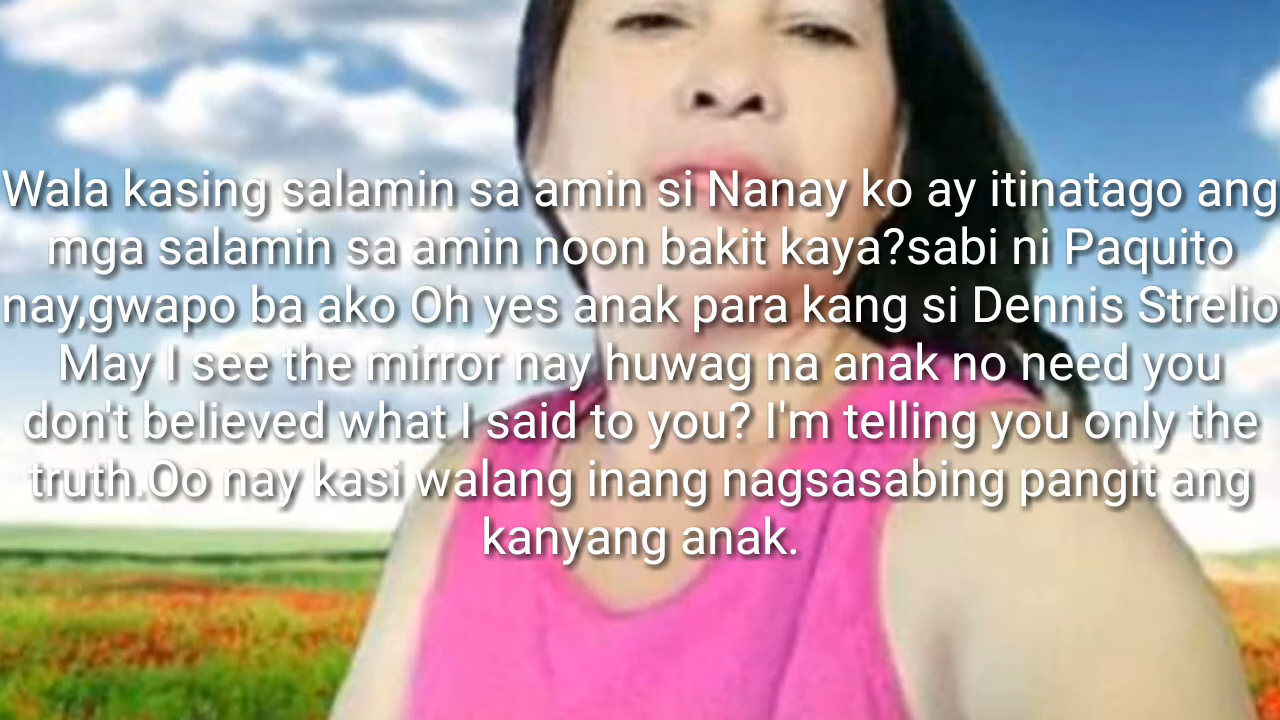 Wala kasing salamin sa amin si Nanay ko ay itinatago ang
mga salamin sa amin noon bakit kaya?sabi ni Paquito
nay,gwapo ba ako Oh yes anak para kang si Dennis Strelio
May I see the mirror nay huwag na anak no need you
don't believed what I said to you? I'm telling you only the
truth.Oo nay kasi walang inang nagsasabing pangit ang
kanyang anak.